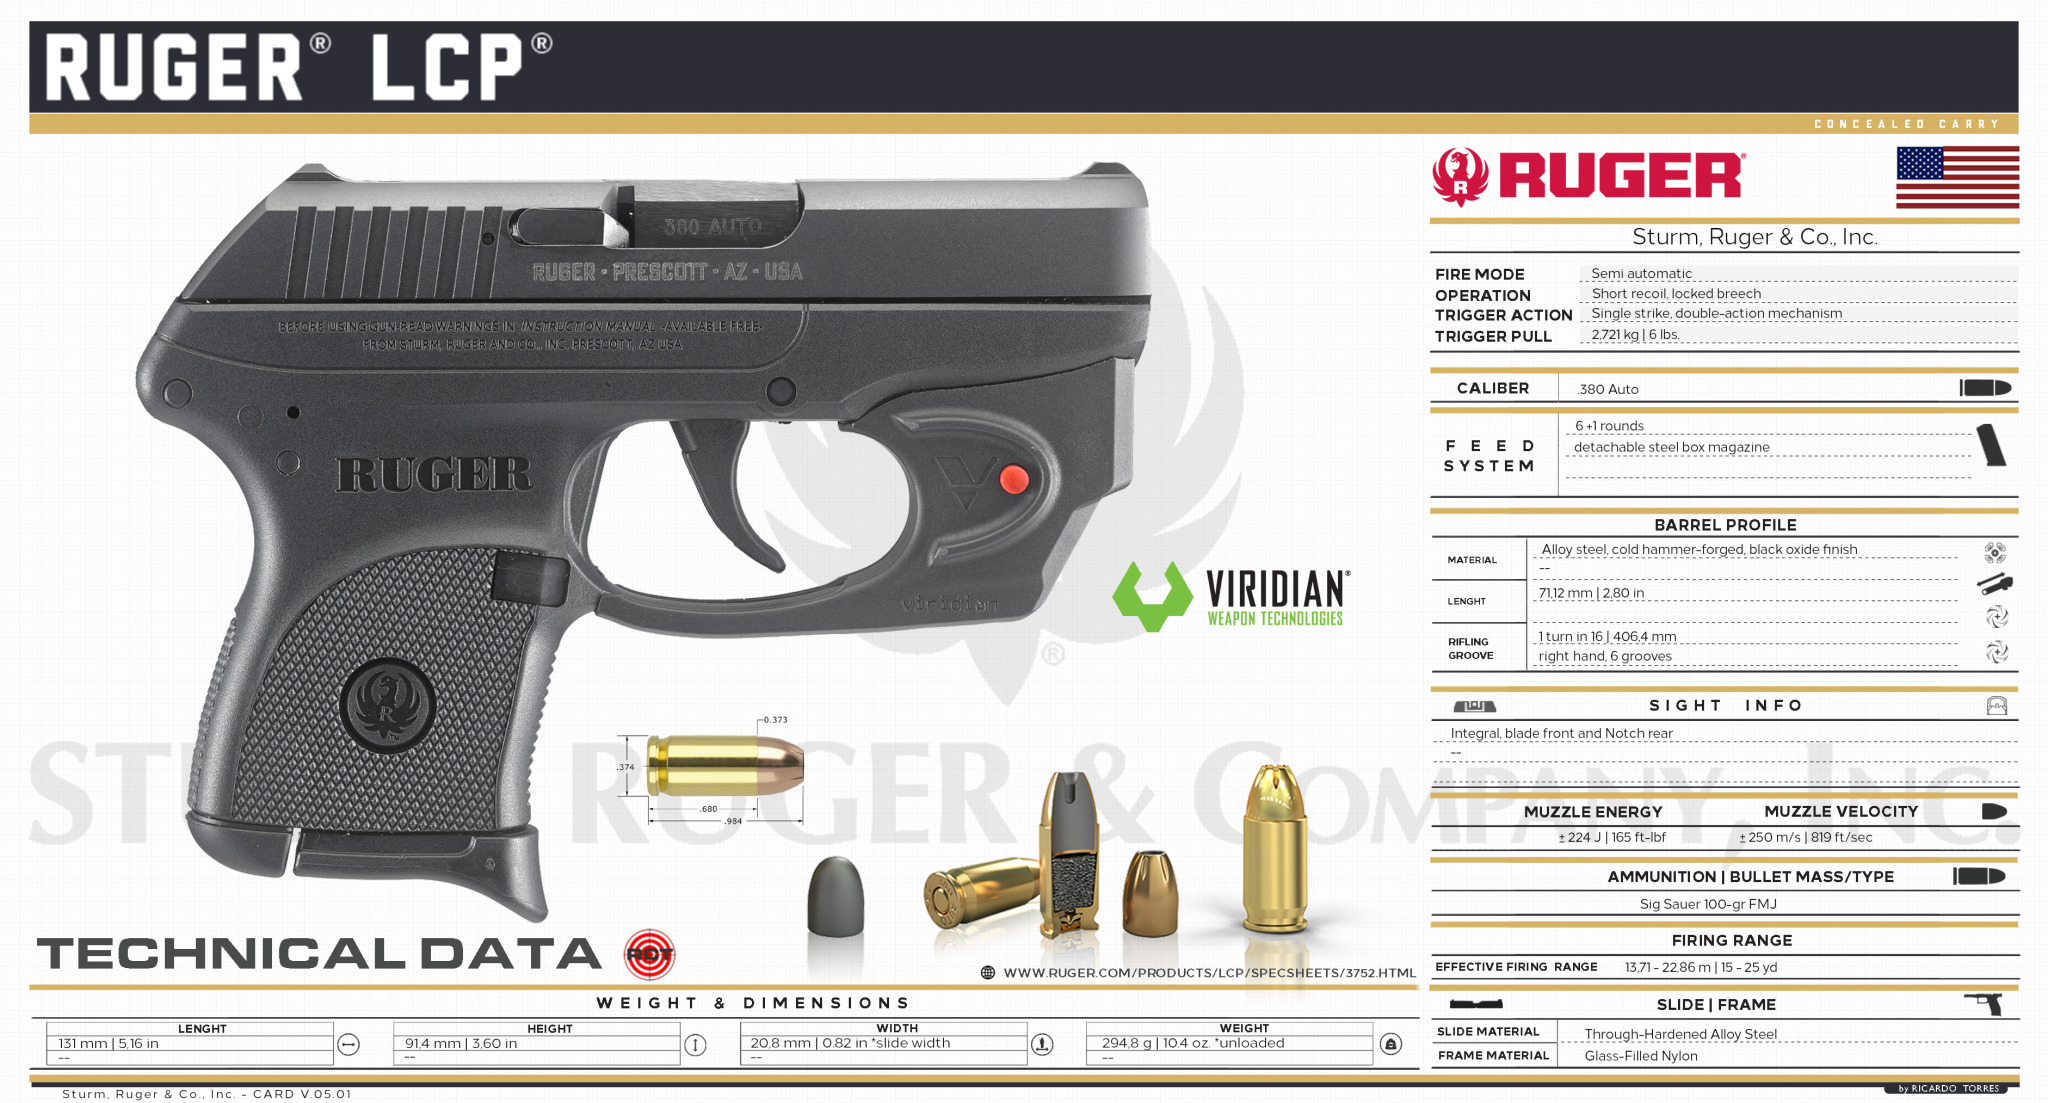 RUGER® LCP®
CONCEALED CARRY
380 AUTO
RUGER - PRESCOTT - AZ - USA
BEFORE USING GUN-READ WARNINGS IN INSTRUCTION MANUAL -AVAILABLE FREE-
FROM STURM, RUGER AND CO., INC. PRESCOTT, AZ USA
RUGER
viridian
R
TM
VIRIDIAN®
WEAPON TECHNOLOGIES
®
STURM, RUGER & COMPANY, INC.
0.373
.374
.680
.984
TECHNICAL DATA
RDT
WWW.RUGER.COM/PRODUCTS/LCP/SPECSHEETS/3752.HTML
WEIGHT & DIMENSIONS
LENGHT
131 mm | 5,16 in
--
HEIGHT
91,4 mm | 3,60 in
--
WIDTH
20,8 mm | 0.82 in *slide width
--
WEIGHT
294,8 g | 10.4 oz. *unloaded
--
Sturm, Ruger & Co., Inc. - CARD V.05.01
R RUGER®
Sturm, Ruger & Co., Inc.
FIRE MODE Semi automatic
OPERATION Short recoil, locked breech
TRIGGER ACTION Single strike, double-action mechanism
TRIGGER PULL 2,721 kg | 6 lbs.
CALIBER .380 Auto
FEED SYSTEM
6 +1 rounds
detachable steel box magazine
BARREL PROFILE
MATERIAL Alloy steel, cold hammer-forged, black oxide finish
--
LENGHT 71,12 mm | 2,80 in
RIFLING GROOVE
1 turn in 16 | 406,4 mm
right hand, 6 grooves
SIGHT INFO
Integral, blade front and Notch rear
--
MUZZLE ENERGY MUZZLE VELOCITY
± 224 J | 165 ft-lbf ± 250 m/s | 819 ft/sec
AMMUNITION | BULLET MASS/TYPE
Sig Sauer 100-gr FMJ
FIRING RANGE
EFFECTIVE FIRING RANGE 13,71 - 22,86 m | 15 - 25 yd
SLIDE | FRAME
SLIDE MATERIAL Through-Hardened Alloy Steel
FRAME MATERIAL Glass-Filled Nylon
by RICARDO TORRES